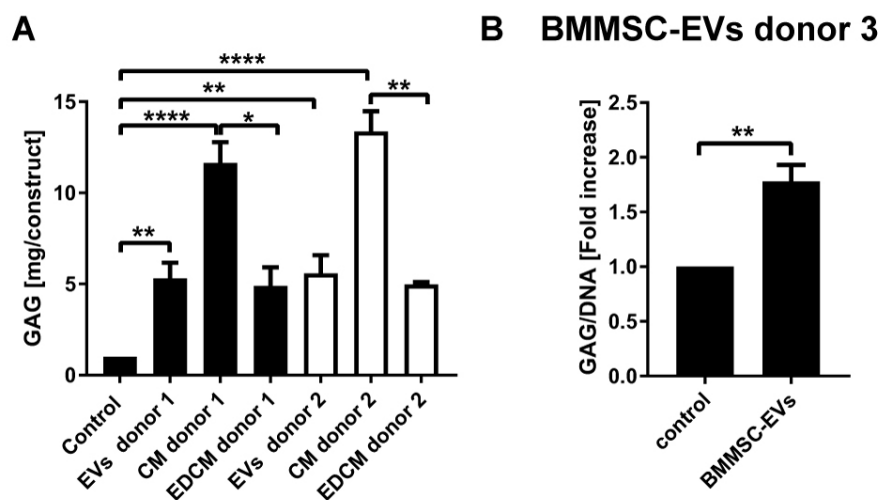 A
B BMMSC-EVs donor 3
****
**
**
**** *
**
GAG [mg/construct]
15
10
5
0
Control
EVs donor 1
CM donor 1
EDCM donor 1
EVs donor 2
CM donor 2
EDCM donor 2
GAG/DNA [Fold increase]
2.5
2.0
1.5
1.0
0.5
0.0
**
control
BMMSC-EVs